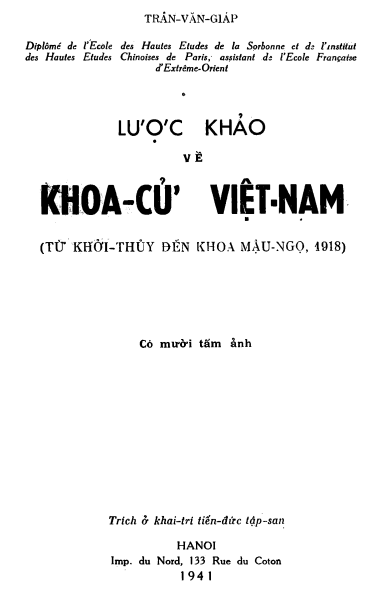 TRẦN-VĂN-GIÁP
Diplômé de l'Ecole des Hautes Etudes de la Sorbonne et de l'Institut
des Hautes Etudes Chinoises de Paris, assistant de l'Ecole Française
d'Extrême-Orient
LƯỢC KHẢO
VỀ
KHOA-CỬ VIỆT-NAM
(TỪ KHỞI-THỦY ĐẾN KHOA MẬU-NGỌ, 1918)
Có mười tấm ảnh
Trích ở khai-trí tiến-đức tập-san
HANOI
Imp. du Nord, 133 Rue du Coton
1941